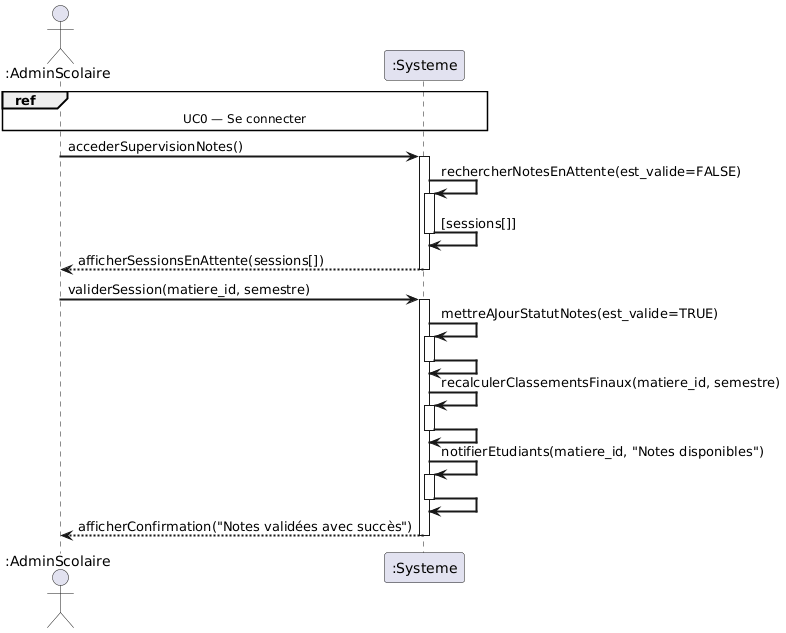 :AdminScolaire
:Systeme
ref
UC0 — Se connecter
accederSupervisionNotes()
rechercherNotesEnAttente(est_valide=FALSE)
[sessions[]]
afficherSessionsEnAttente(sessions[])
validerSession(matiere_id, semestre)
mettreAJourStatutNotes(est_valide=TRUE)
recalculerClassementsFinaux(matiere_id, semestre)
notifierEtudiants(matiere_id, "Notes disponibles")
afficherConfirmation("Notes validées avec succès")
:AdminScolaire
:Systeme